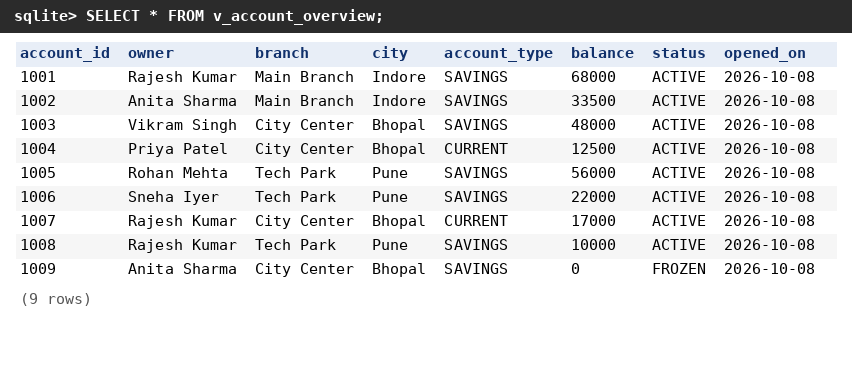 sqlite> SELECT * FROM v_account_overview;
account_id owner branch city account_type balance status opened_on
1001 Rajesh Kumar Main Branch Indore SAVINGS 68000 ACTIVE 2026-10-08
1002 Anita Sharma Main Branch Indore SAVINGS 33500 ACTIVE 2026-10-08
1003 Vikram Singh City Center Bhopal SAVINGS 48000 ACTIVE 2026-10-08
1004 Priya Patel City Center Bhopal CURRENT 12500 ACTIVE 2026-10-08
1005 Rohan Mehta Tech Park Pune SAVINGS 56000 ACTIVE 2026-10-08
1006 Sneha Iyer Tech Park Pune SAVINGS 22000 ACTIVE 2026-10-08
1007 Rajesh Kumar City Center Bhopal CURRENT 17000 ACTIVE 2026-10-08
1008 Rajesh Kumar Tech Park Pune SAVINGS 10000 ACTIVE 2026-10-08
1009 Anita Sharma City Center Bhopal SAVINGS 0 FROZEN 2026-10-08
(9 rows)